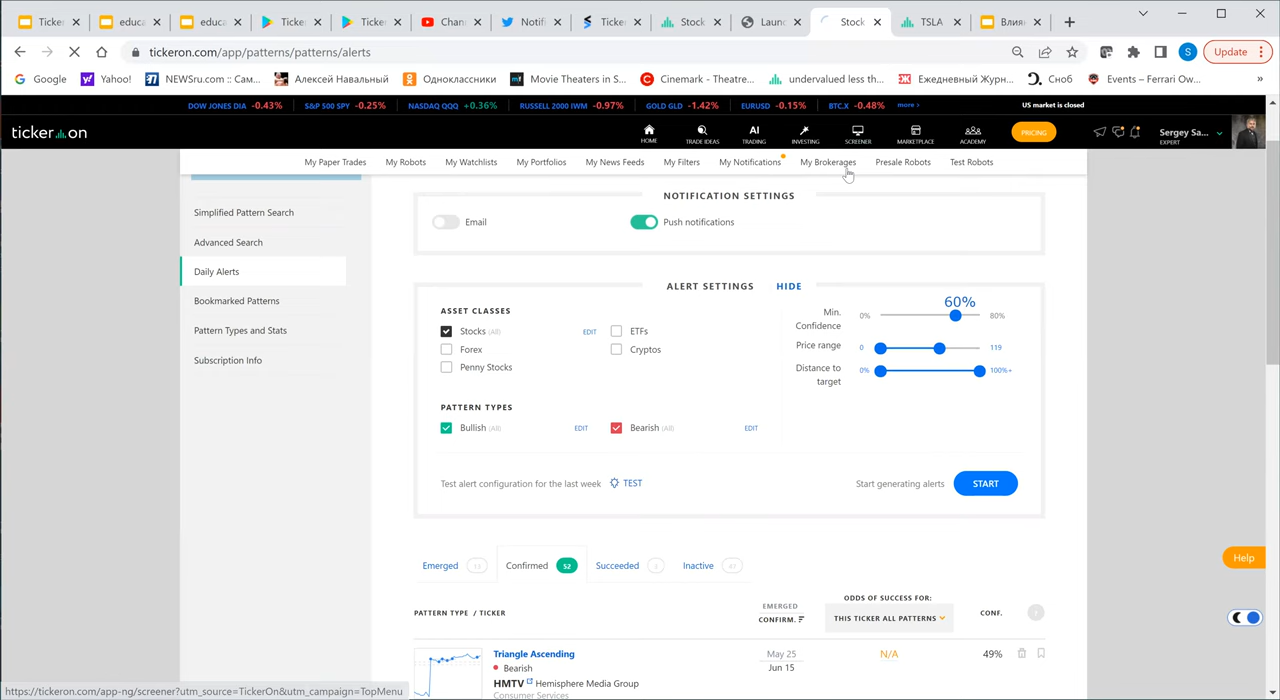 Ticke
educa
educa
Ticker
Ticke
Chan
Notifi
Ticker
Stock
Laun
Stock
TSLA
Влия
tickeron.com/app/patterns/patterns/alerts
S
Update
Google
Yahoo!
NEWSru.com :: Сам...
Алексей Навальный
Одноклассники
Movie Theaters in S...
Cinemark - Theatre...
undervalued less th...
Ежедневный Журн...
Сноб
Events – Ferrari Ow...
»
DOW JONES DIA -0.43%
S&P 500 SPY -0.25%
NASDAQ QQQ +0.36%
RUSSELL 2000 IWM -0.97%
GOLD GLD -1.42%
EURUSD -0.15%
BTC.X -0.48%
more ›
US market is closed
tickeron
HOME
TRADE IDEAS
AI
TRADING
INVESTING
SCREENER
MARKETPLACE
ACADEMY
PRICING
Sergey Sa...
EXPERT
My Paper Trades
My Robots
My Watchlists
My Portfolios
My News Feeds
My Filters
My Notifications
My Brokerages
Presale Robots
Test Robots
Simplified Pattern Search
Advanced Search
Daily Alerts
Bookmarked Patterns
Pattern Types and Stats
Subscription Info
NOTIFICATION SETTINGS
Email
Push notifications
ALERT SETTINGS HIDE
ASSET CLASSES
Stocks (All) EDIT
ETFs
Forex
Cryptos
Penny Stocks
60%
Min. Confidence 0% 80%
Price range 0 119
Distance to target 0% 100%+
PATTERN TYPES
Bullish (All) EDIT
Bearish (All) EDIT
Test alert configuration for the last week TEST
Start generating alerts START
Emerged 13
Confirmed 52
Succeeded
Inactive 47
PATTERN TYPE / TICKER
EMERGED
CONFIRM.
ODDS OF SUCCESS FOR:
THIS TICKER ALL PATTERNS
CONF.
Triangle Ascending
Bearish
HMTV Hemisphere Media Group
Consumer Services
May 25
Jun 15
N/A
49%
Help
https://tickeron.com/app-ng/screener?utm_source=TickerOn&utm_campaign=TopMenu